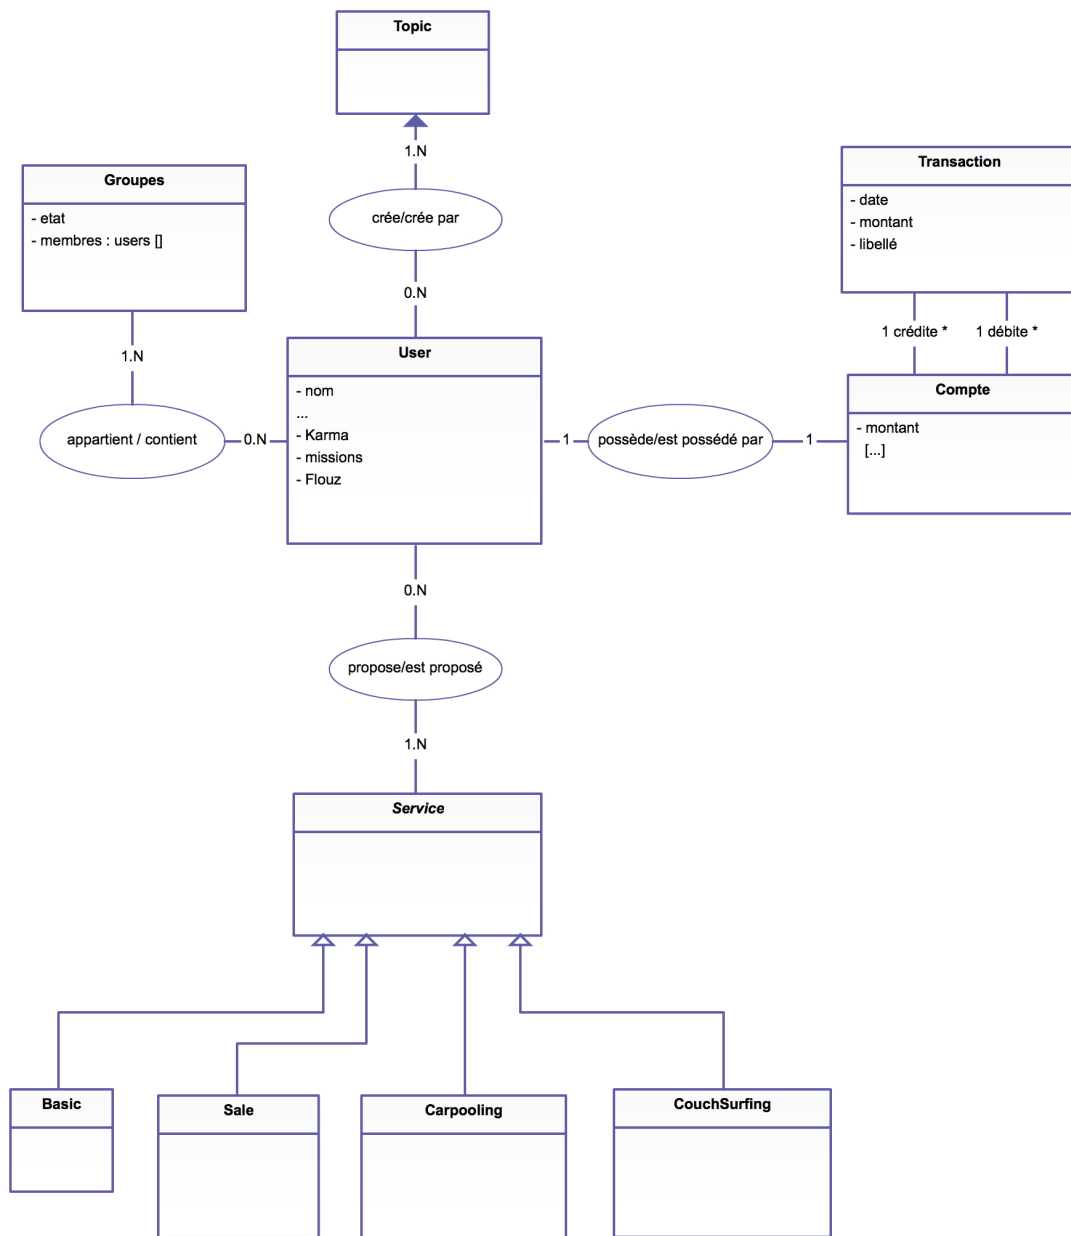 Topic
1.N
crée/crée par
0.N
Groupes
- etat
- membres : users []
1.N
appartient / contient
0.N
User
- nom
...
- Karma
- missions
- Flouz
1
possède/est possédé par
1
Transaction
- date
- montant
- libellé
1 crédite *
1 débite *
Compte
- montant
[...]
0.N
propose/est proposé
1.N
Service
Basic
Sale
Carpooling
CouchSurfing